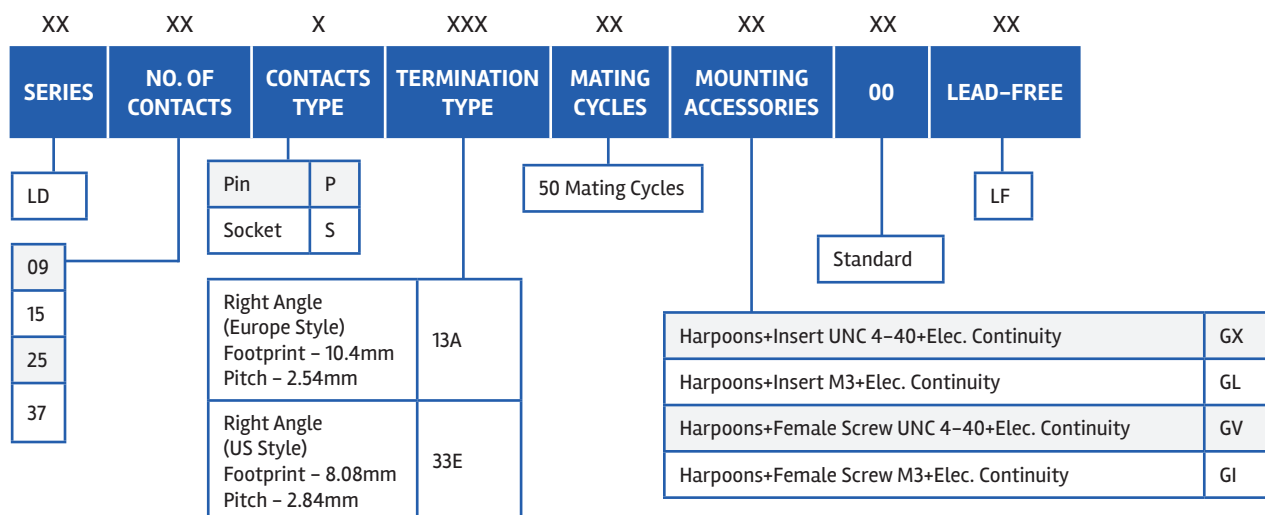 XX XX X XXX XX XX XX XX
SERIES
NO. OF
CONTACTS
CONTACTS
TYPE
TERMINATION
TYPE
MATING
CYCLES
MOUNTING
ACCESSORIES
00
LEAD–FREE
LD
09
15
25
37
Pin P
Socket S
Right Angle
(Europe Style)
Footprint – 10.4mm
Pitch – 2.54mm
13A
Right Angle
(US Style)
Footprint – 8.08mm
Pitch – 2.84mm
33E
50 Mating Cycles
Harpoons+Insert UNC 4–40+Elec. Continuity GX
Harpoons+Insert M3+Elec. Continuity GL
Harpoons+Female Screw UNC 4–40+Elec. Continuity GV
Harpoons+Female Screw M3+Elec. Continuity GI
Standard
LF